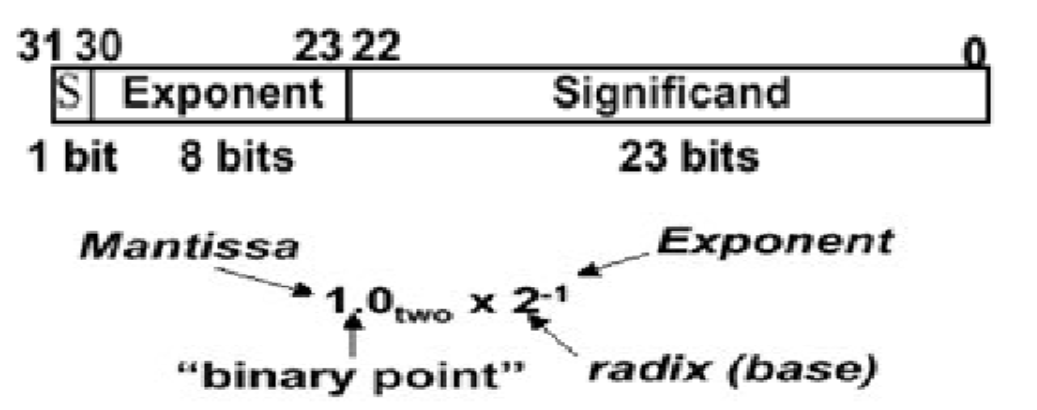 31 30 23 22 0
S Exponent Significand
1 bit 8 bits 23 bits
Mantissa Exponent
1.0two x 2-1
“binary point” radix (base)